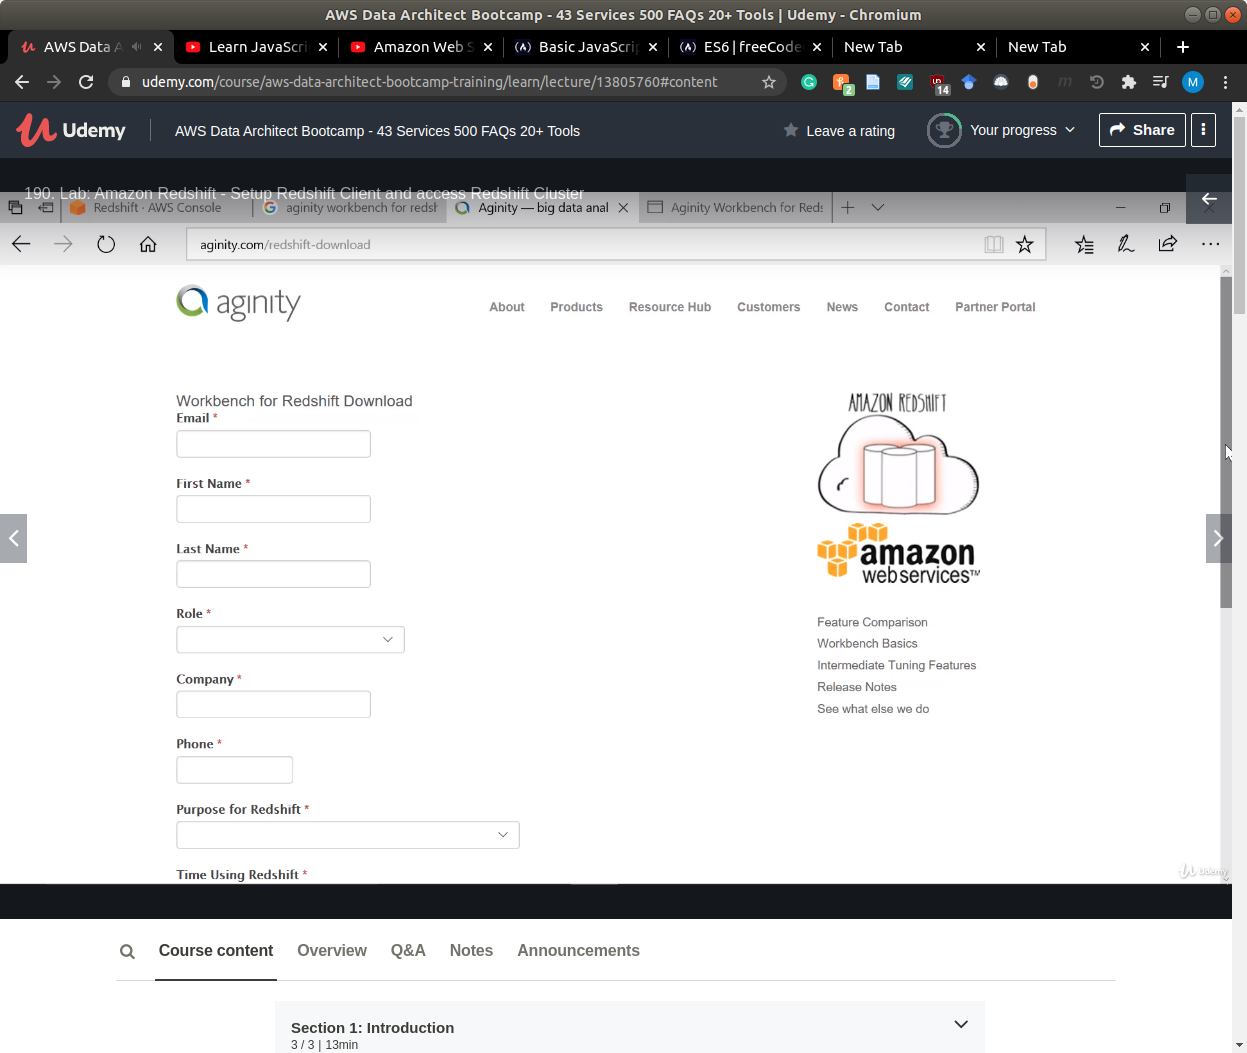 AWS Data Architect Bootcamp - 43 Services 500 FAQs 20+ Tools | Udemy - Chromium
AWS Data A
Learn JavaScri
Amazon Web S
Basic JavaScrip
ES6 | freeCode
New Tab
New Tab
udemy.com/course/aws-data-architect-bootcamp-training/learn/lecture/13805760#content
2
14
M
Udemy
AWS Data Architect Bootcamp - 43 Services 500 FAQs 20+ Tools
Leave a rating
Your progress
Share
190. Lab: Amazon Redshift - Setup Redshift Client and access Redshift Cluster
Redshift · AWS Console
aginity workbench for redsh
Aginity — big data anal
Aginity Workbench for Reds
aginity.com/redshift-download
aginity
About
Products
Resource Hub
Customers
News
Contact
Partner Portal
Workbench for Redshift Download
Email *
First Name *
Last Name *
Role *
Company *
Phone *
Purpose for Redshift *
Time Using Redshift *
AMAZON REDSHIFT
amazon
webservices™
Feature Comparison
Workbench Basics
Intermediate Tuning Features
Release Notes
See what else we do
Udemy
Course content
Overview
Q&A
Notes
Announcements
Section 1: Introduction
3 / 3 | 13min